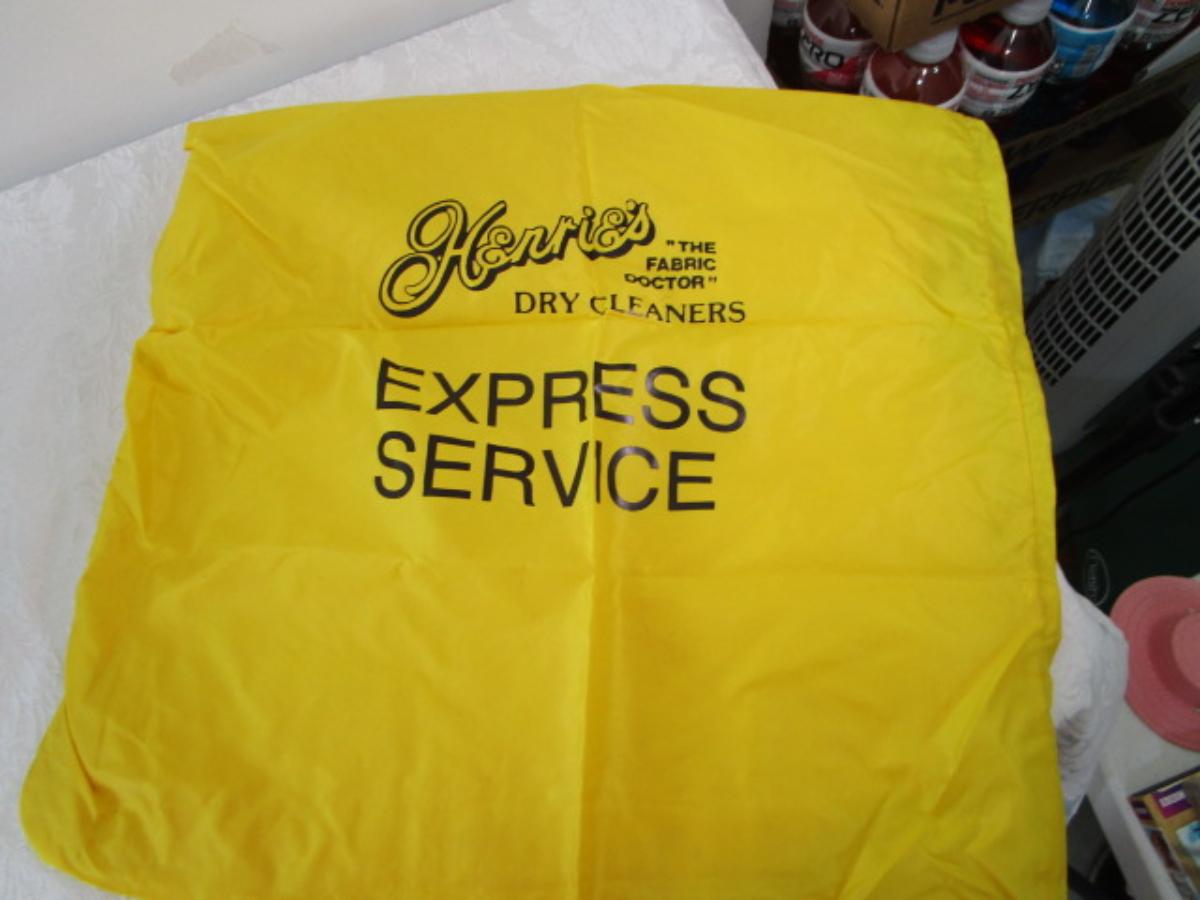 Henrie's
"THE
FABRIC
DOCTOR"
DRY CLEANERS
EXPRESS
SERVICE